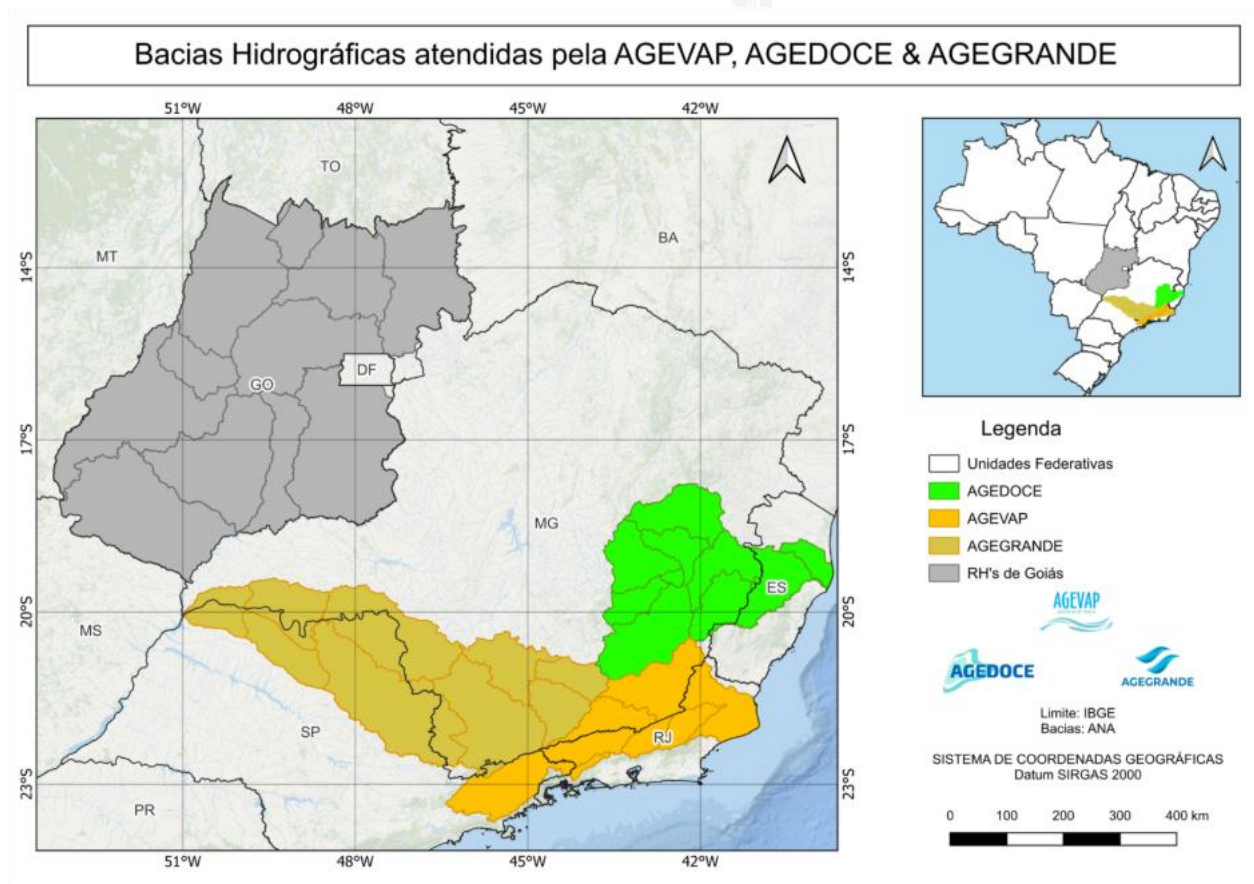 Bacias Hidrográficas atendidas pela AGEVAP, AGEDOCE & AGEGRANDE
51°W 48°W 45°W 42°W
TO
MT
BA
14°S
14°S
DF
GO
17°S
17°S
MG
ES
20°S
20°S
MS
SP
RJ
23°S
23°S
PR
51°W 48°W 45°W 42°W
Legenda
Unidades Federativas
AGEDOCE
AGEVAP
AGEGRANDE
RH's de Goiás
AGEVAP
AGEDOCE
AGEGRANDE
Limite: IBGE
Bacias: ANA
SISTEMA DE COORDENADAS GEOGRÁFICAS
Datum SIRGAS 2000
0 100 200 300 400 km